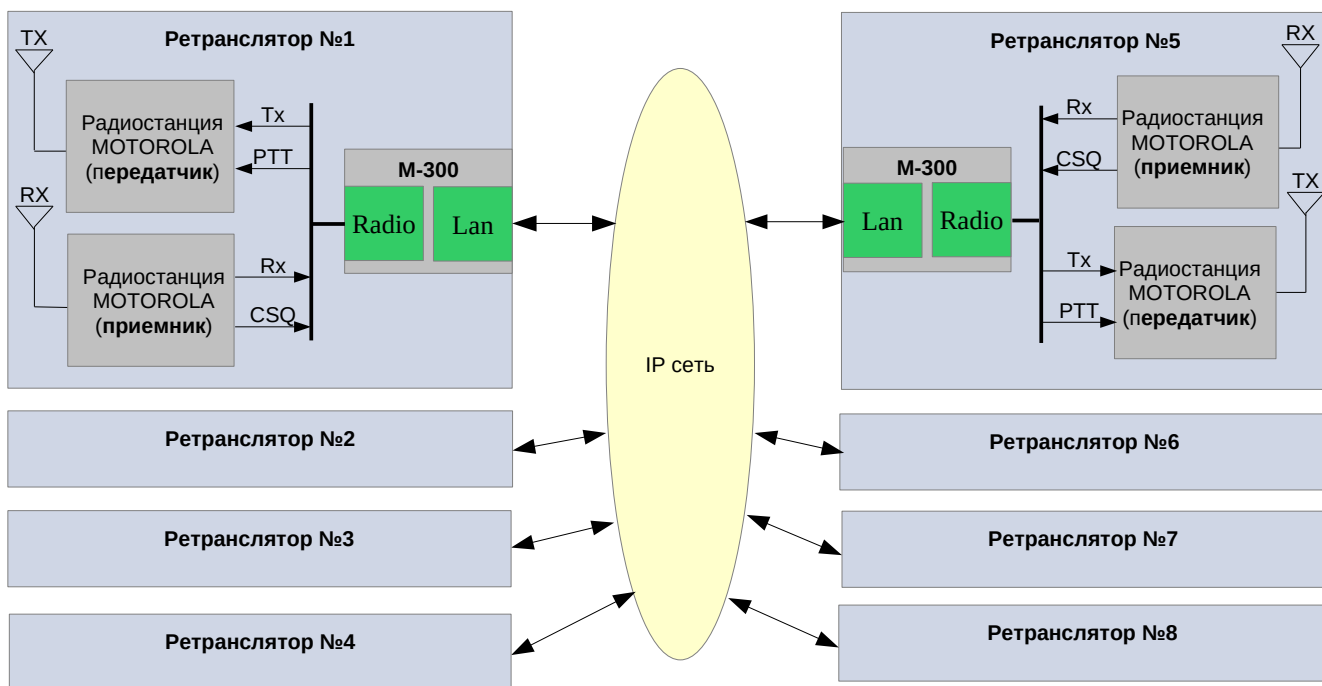 Ретранслятор №1
TX
Радиостанция
MOTOROLA
(передатчик)
Tx
PTT
RX
Радиостанция
MOTOROLA
(приемник)
Rx
CSQ
M-300
Radio
Lan
IP сеть
Ретранслятор №5
RX
Rx
CSQ
Радиостанция
MOTOROLA
(приемник)
TX
M-300
Lan
Radio
Tx
PTT
Радиостанция
MOTOROLA
(передатчик)
Ретранслятор №2
Ретранслятор №6
Ретранслятор №3
Ретранслятор №7
Ретранслятор №4
Ретранслятор №8